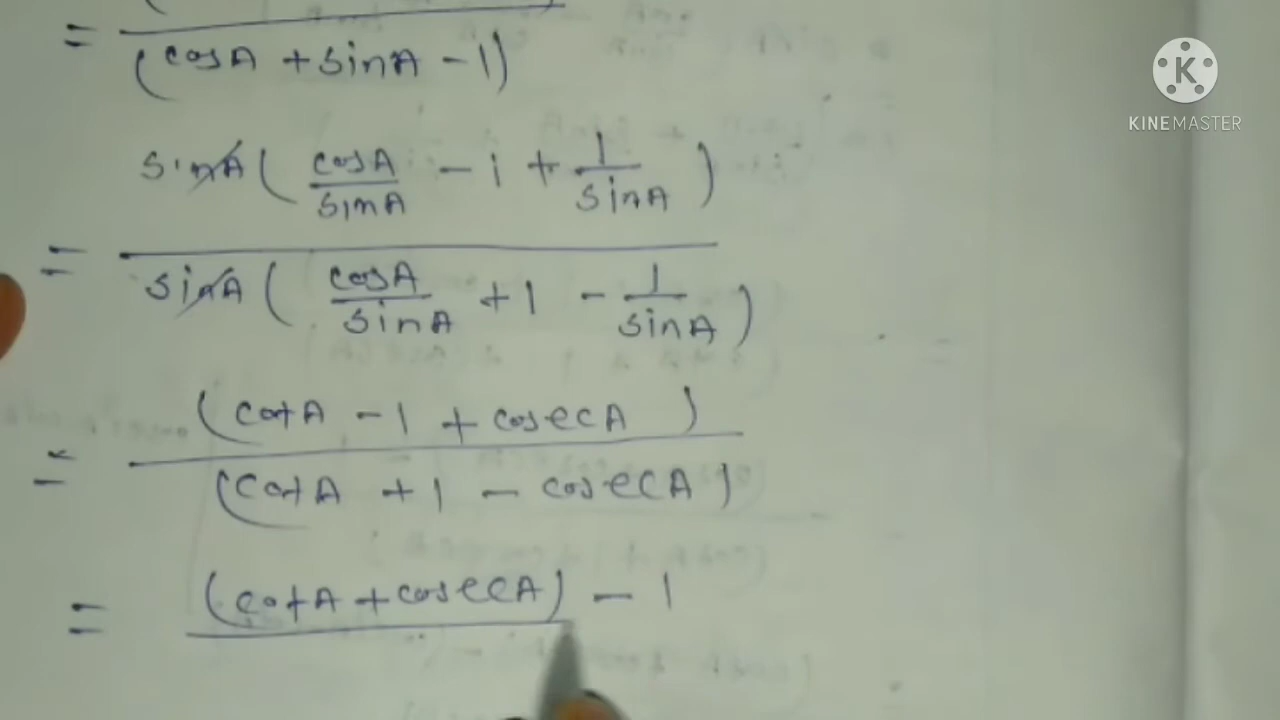 = (cosA + sinA - 1)
sinA ( cosA/sinA - 1 + 1/sinA )
=
sinA ( cosA/sinA + 1 - 1/sinA )
(cotA - 1 + cosecA )
=
(cotA + 1 - cosecA)
= (cotA + cosecA) - 1
KINEMASTER